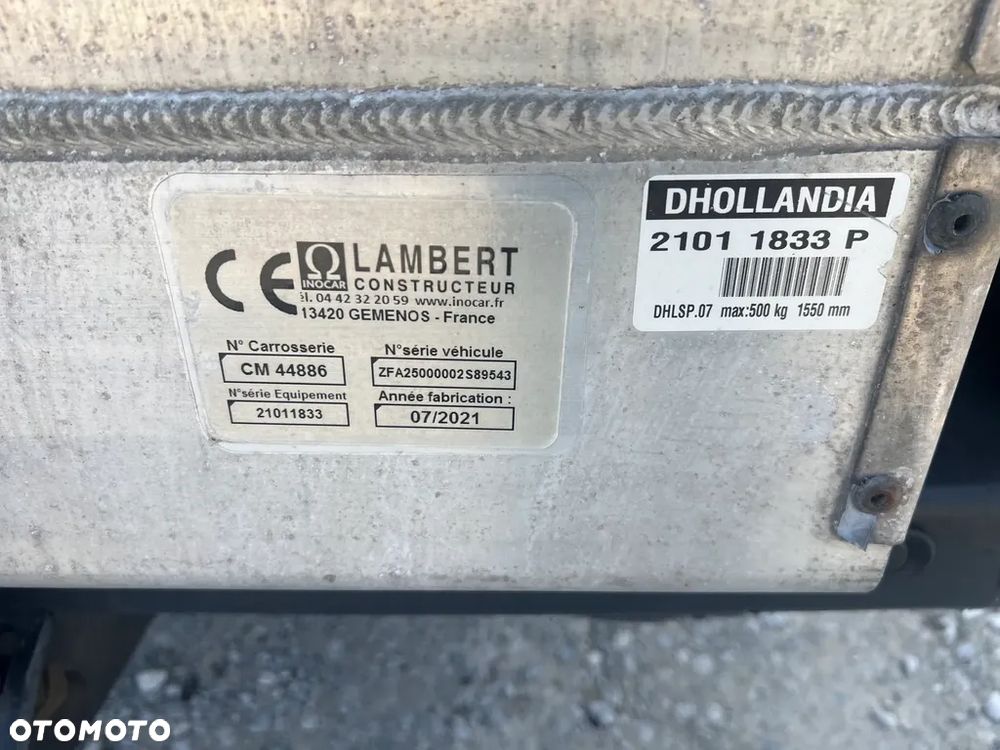 CE
Ω
INOCAR
LAMBERT
CONSTRUCTEUR
él. 04 42 32 20 59 www.inocar.fr
13420 GEMENOS - France
N° Carrosserie
CM 44886
N°série véhicule
ZFA25000002S89543
N°série Equipement
21011833
Année fabrication :
07/2021
DHOLLANDIA
2101 1833 P
DHLSP.07 max:500 kg 1550 mm
OTOMOTO